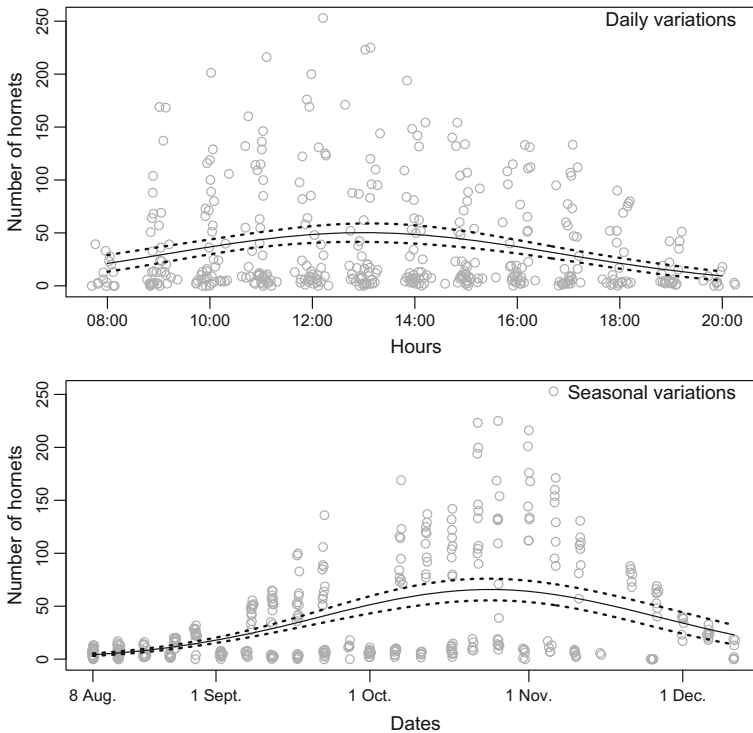 Daily variations
Number of hornets
250
200
150
100
50
0
08:00 10:00 12:00 14:00 16:00 18:00 20:00
Hours
Seasonal variations
Number of hornets
250
200
150
100
50
0
8 Aug. 1 Sept. 1 Oct. 1 Nov. 1 Dec.
Dates